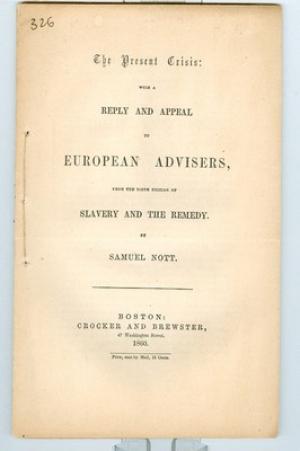 326
The Present Crisis:
WITH A
REPLY AND APPEAL
TO
EUROPEAN ADVISERS,
FROM THE SIXTH EDITION OF
SLAVERY AND THE REMEDY.
BY
SAMUEL NOTT.
BOSTON:
CROCKER AND BREWSTER,
47 Washington Street.
1860.
Price, sent by Mail, 15 Cents.